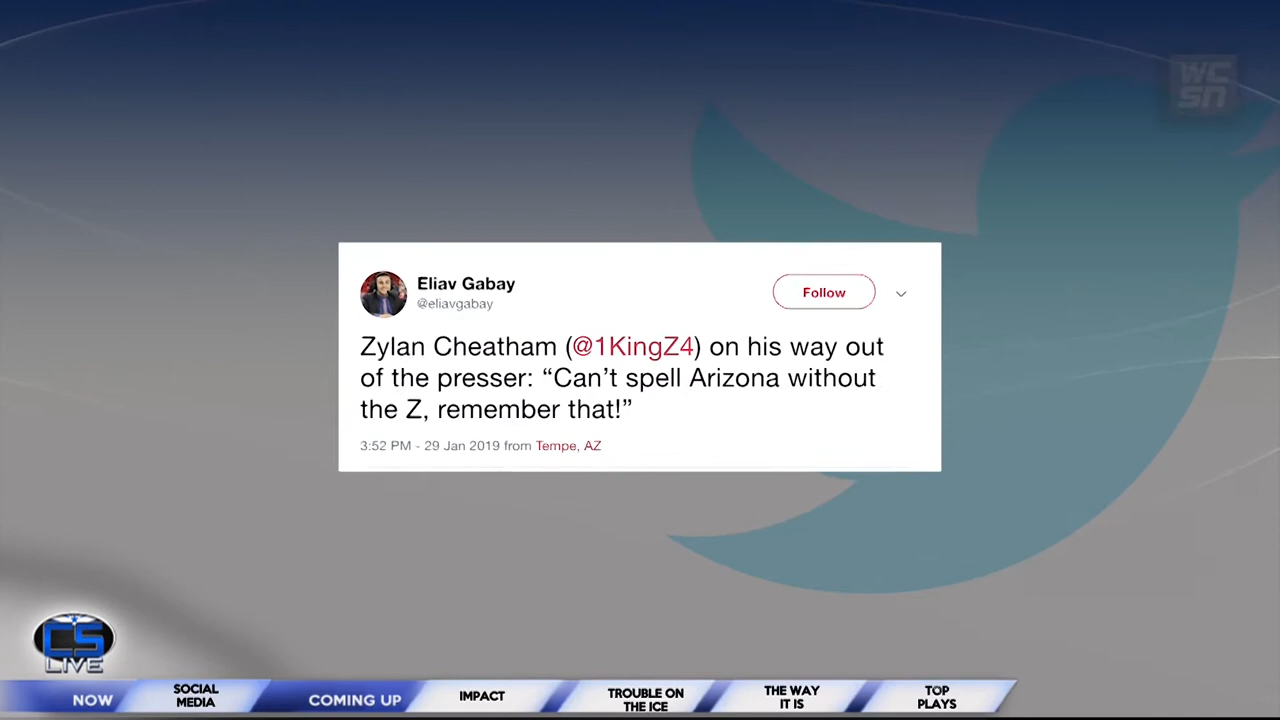 WC
SN
Eliav Gabay
@eliavgabay
Follow
Zylan Cheatham (@1KingZ4) on his way out
of the presser: “Can’t spell Arizona without
the Z, remember that!”
3:52 PM - 29 Jan 2019 from Tempe, AZ
CS
LIVE
NOW
SOCIAL
MEDIA
COMING UP
IMPACT
TROUBLE ON
THE ICE
THE WAY
IT IS
TOP
PLAYS